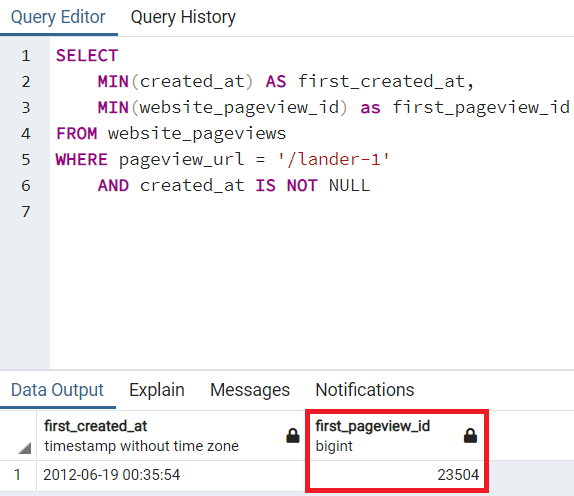 Query Editor Query History
1 SELECT
2 MIN(created_at) AS first_created_at,
3 MIN(website_pageview_id) as first_pageview_id
4 FROM website_pageviews
5 WHERE pageview_url = '/lander-1'
6 AND created_at IS NOT NULL
7
Data Output Explain Messages Notifications
first_created_at first_pageview_id
timestamp without time zone bigint
1 2012-06-19 00:35:54 23504